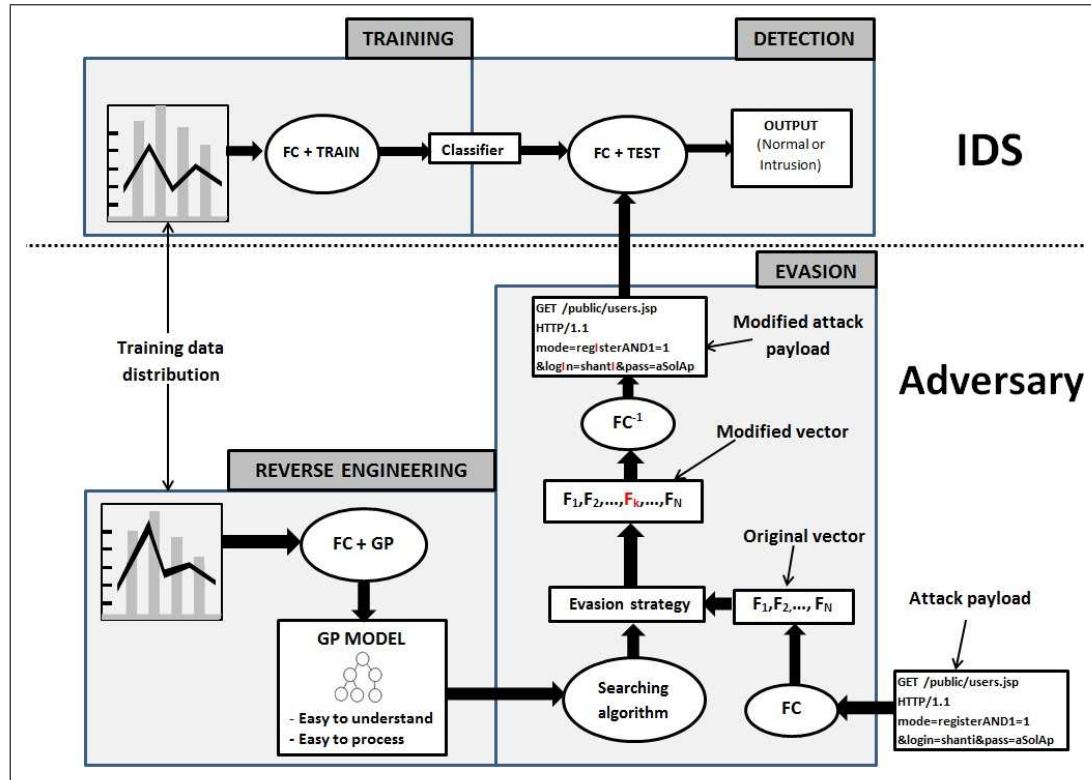 TRAINING
DETECTION
FC + TRAIN
Classifier
FC + TEST
OUTPUT
(Normal or
Intrusion)
IDS
EVASION
Training data
distribution
GET /public/users.jsp
HTTP/1.1
mode=regIsterAND1=1
&logIn=shantI&pass=aSolAp
Modified attack
payload
Adversary
FC-1
Modified vector
REVERSE ENGINEERING
F1,F2,...,Fk,...,FN
FC + GP
Original vector
Evasion strategy
F1,F2,..., FN
Attack payload
GP MODEL
- Easy to understand
- Easy to process
Searching
algorithm
FC
GET /public/users.jsp
HTTP/1.1
mode=registerAND1=1
&login=shanti&pass=aSolAp